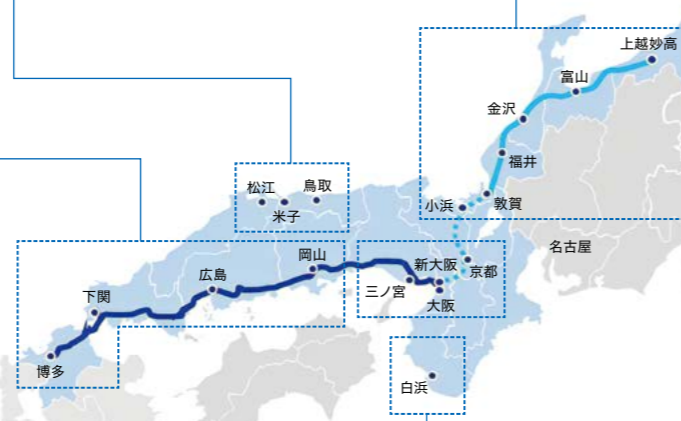 上越妙高
富山
金沢
福井
敦賀
小浜
松江
鳥取
米子
名古屋
岡山
新大阪
京都
三ノ宮
大阪
広島
下関
博多
白浜